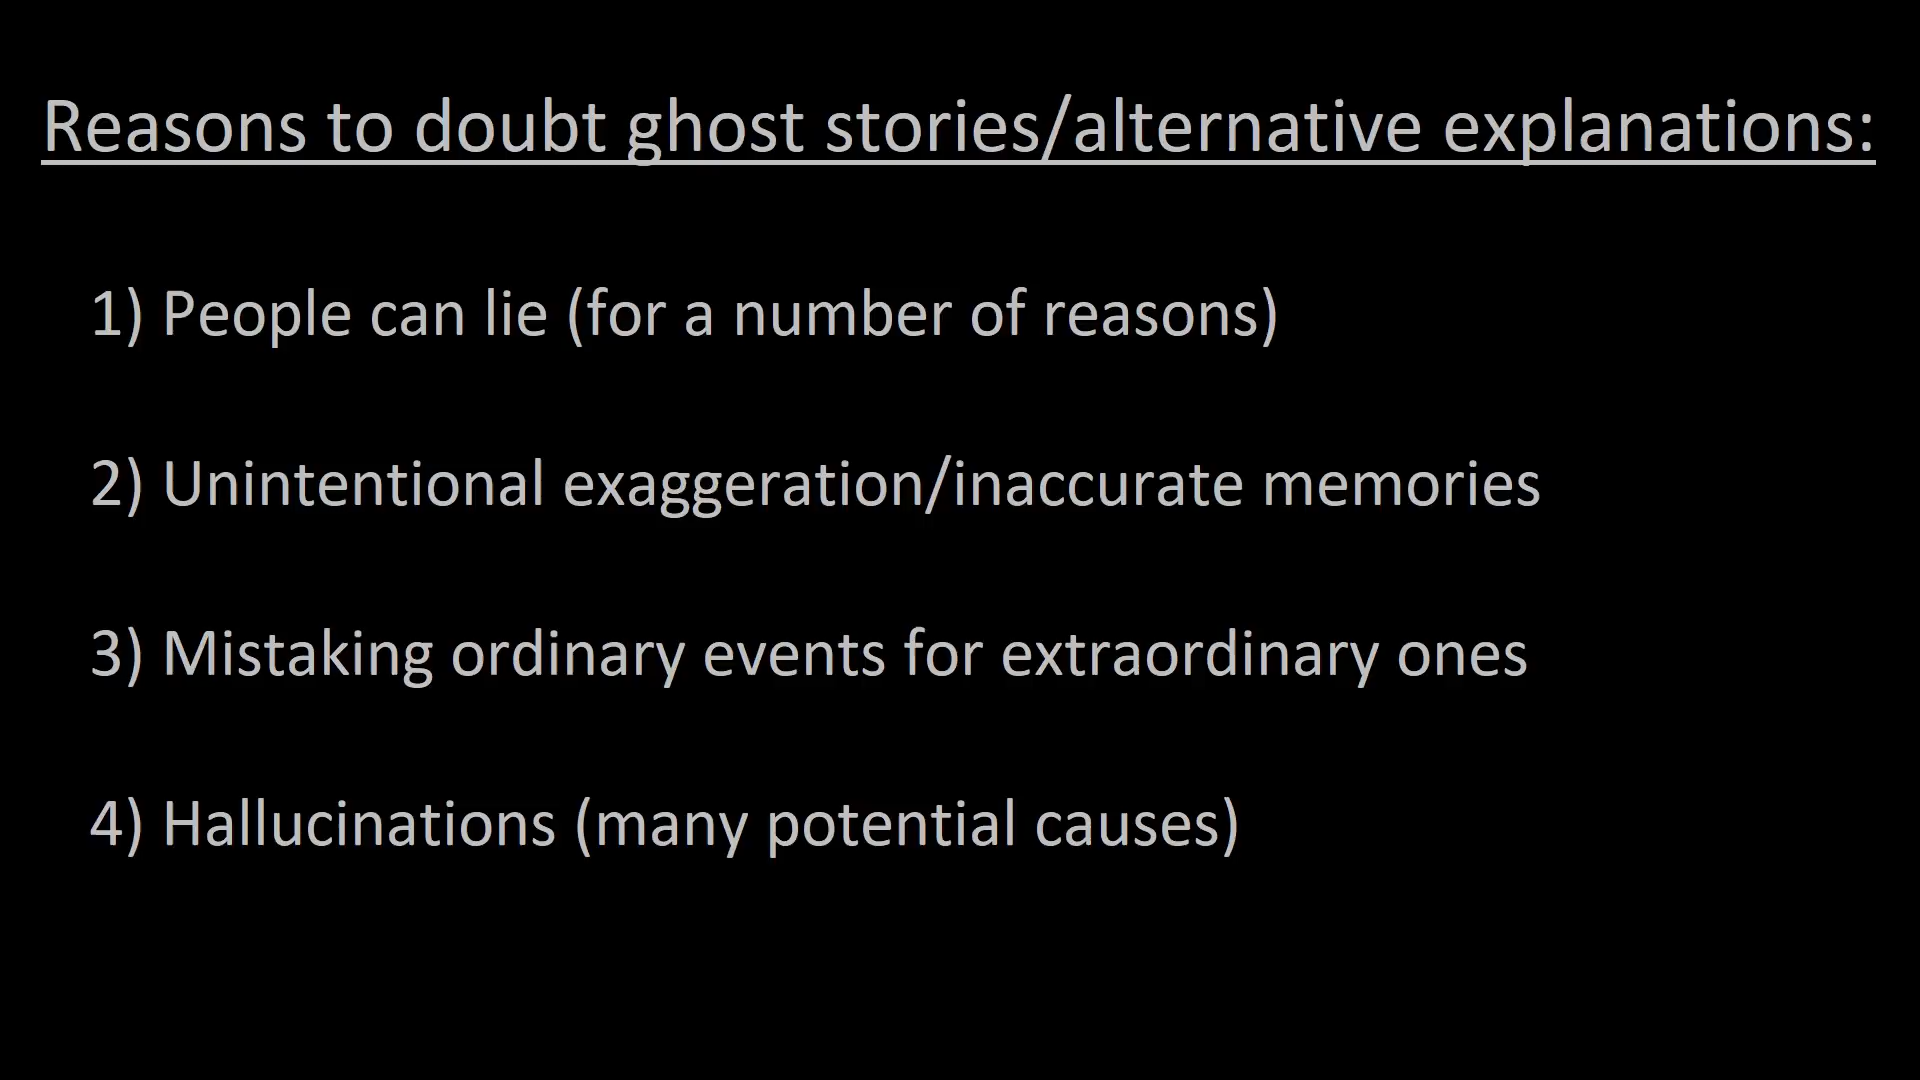 Reasons to doubt ghost stories/alternative explanations:
1) People can lie (for a number of reasons)
2) Unintentional exaggeration/inaccurate memories
3) Mistaking ordinary events for extraordinary ones
4) Hallucinations (many potential causes)